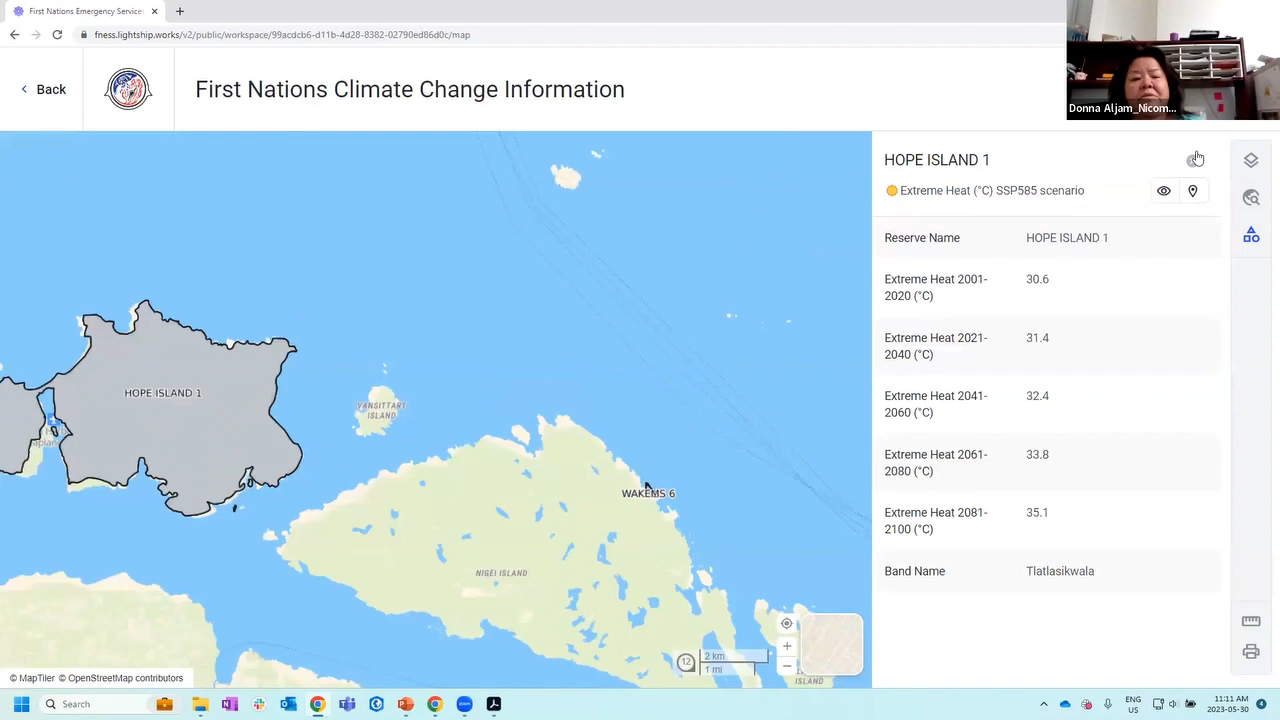 First Nations Emergency Service
fness.lightship.works/v2/public/workspace/99acdcb6-d11b-4d28-8382-02790ed86d0c/map
Donna Aljam_Nicom...
Back
First Nations Climate Change Information
HOPE ISLAND 1
Extreme Heat (°C) SSP585 scenario
Reserve Name HOPE ISLAND 1
Extreme Heat 2001-
2020 (°C)
30.6
Extreme Heat 2021-
2040 (°C)
31.4
Extreme Heat 2041-
2060 (°C)
32.4
Extreme Heat 2061-
2080 (°C)
33.8
Extreme Heat 2081-
2100 (°C)
35.1
Band Name Tlatlasikwala
HOPE ISLAND 1
VANSITTART
ISLAND
WAKEMS 6
NIGEI ISLAND
ISLAND
12
2 km
1 mi
© MapTiler © OpenStreetMap contributors
Search
ENG
US
11:11 AM
2023-05-30
4